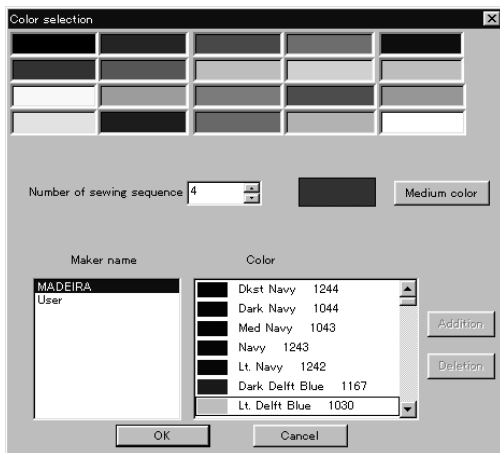 Color selection
Number of sewing sequence 4 Medium color
Maker name Color
MADEIRA
User
Dkst Navy 1244
Dark Navy 1044
Med Navy 1043
Navy 1243
Lt. Navy 1242
Dark Delft Blue 1167
Lt. Delft Blue 1030
Addition
Deletion
OK Cancel